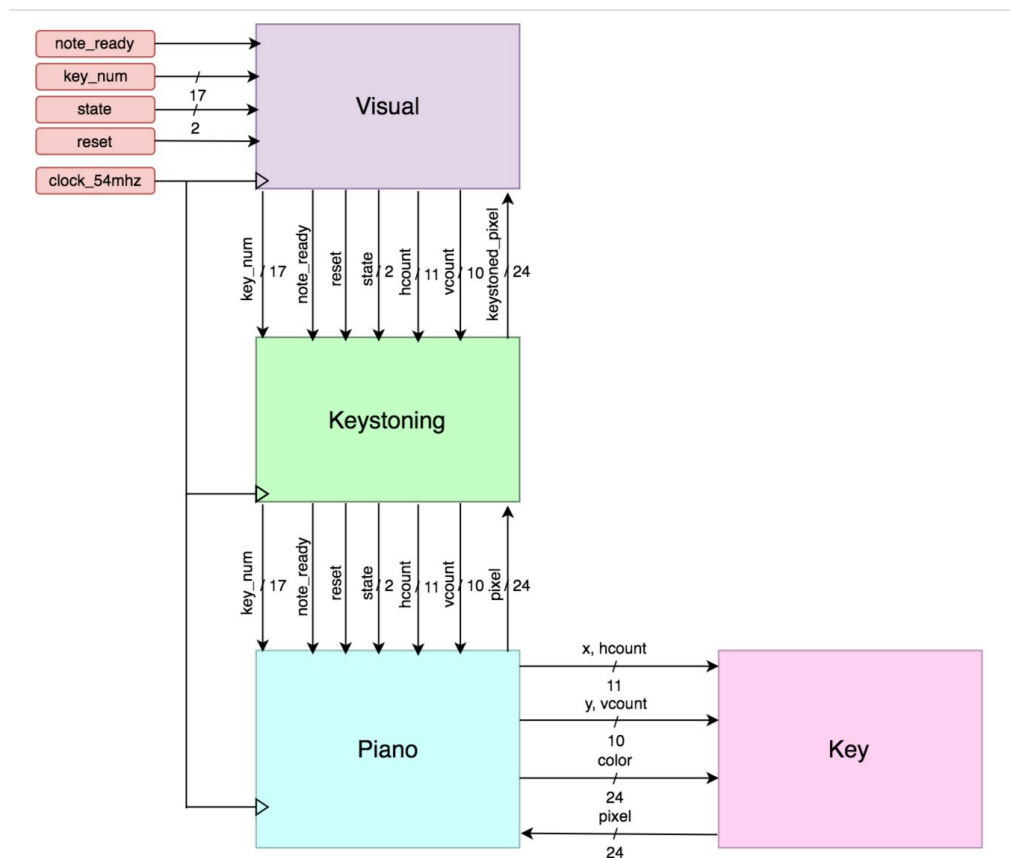 note_ready
key_num
17
state
2
reset
clock_54mhz
Visual
key_num / 17
note_ready
reset
state / 2
hcount / 11
vcount / 10
keystoned_pixel / 24
Keystoning
key_num / 17
note_ready
reset
state / 2
hcount / 11
vcount / 10
pixel / 24
Piano
x, hcount
11
y, vcount
10
color
24
pixel
24
Key